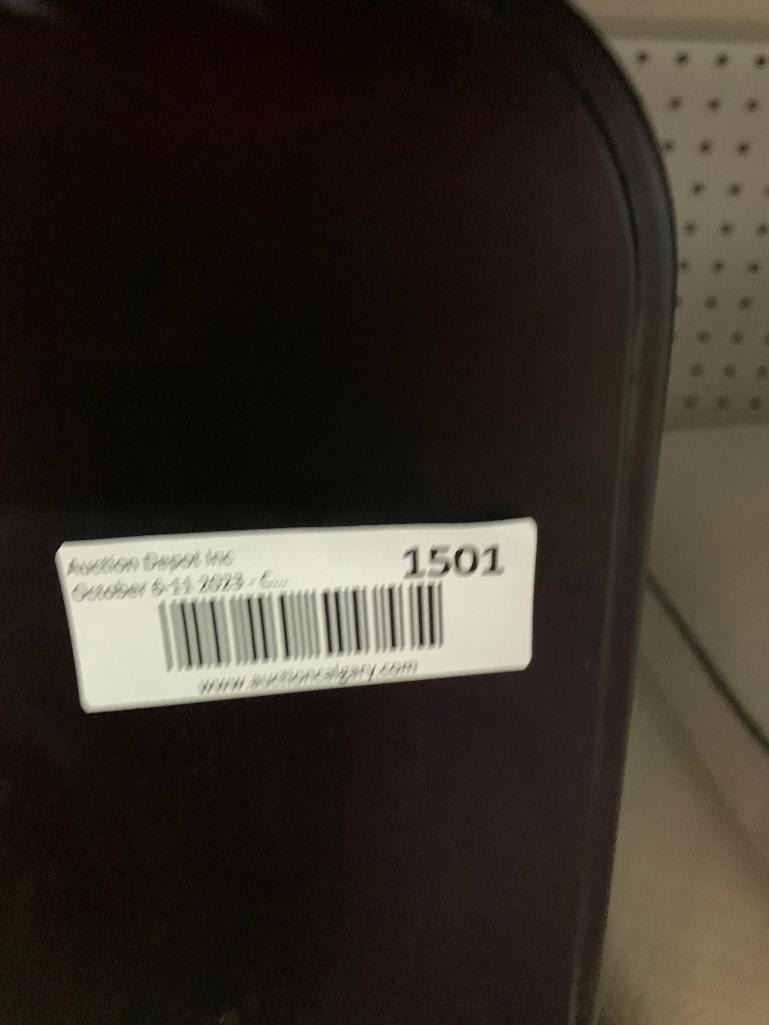 Auction Depot Inc
1501
October 6-11 2023 - C...
www.auctioncalgary.com